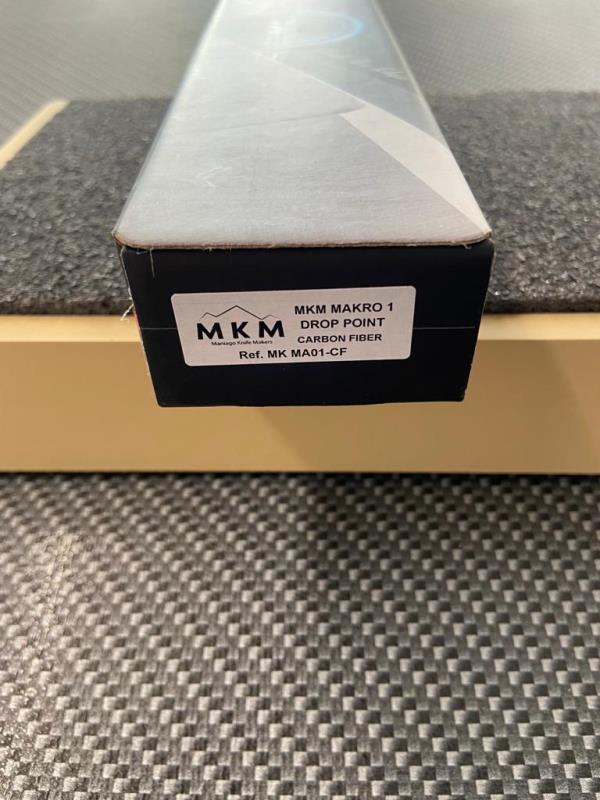 MKM
Maniago Knife Makers
MKM MAKRO 1
DROP POINT
CARBON FIBER
Ref. MK MA01-CF